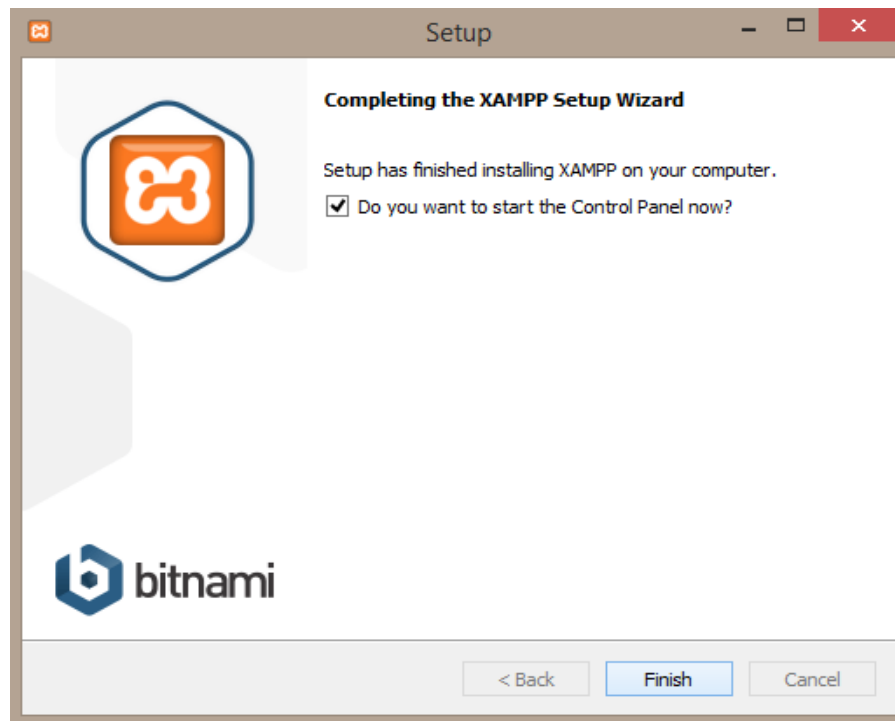 Setup
Completing the XAMPP Setup Wizard
Setup has finished installing XAMPP on your computer.
Do you want to start the Control Panel now?
bitnami
< Back
Finish
Cancel